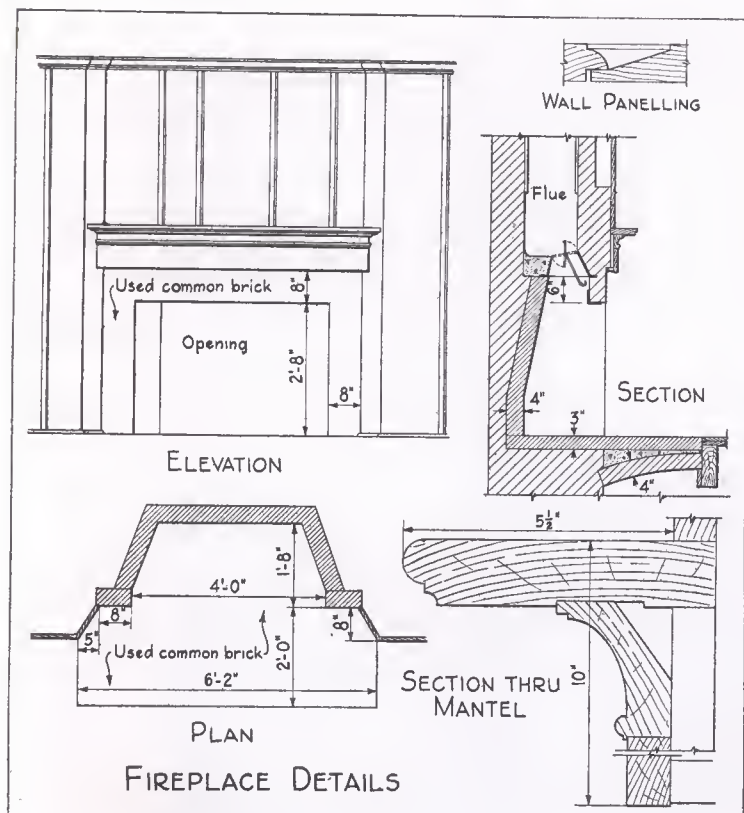 WALL PANELLING
Flue
Used common brick
8"
6"
Opening
2'-8"
8"
4"
SECTION
3"
ELEVATION
4"
5½"
1'-8"
4'-0"
8"
5"
8"
Used common brick
2'-0"
6'-2"
10"
SECTION THRU
MANTEL
PLAN
FIREPLACE DETAILS